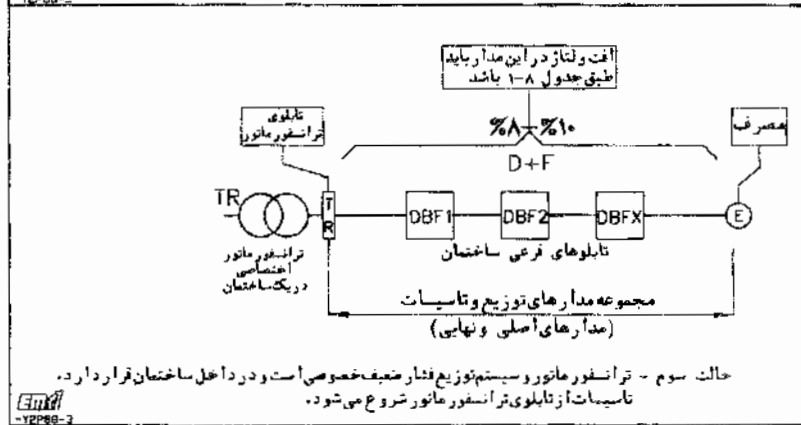 افت ولتاژ در این مدار باید
طبق جدول ۸-۱ باشد
تابلوی
ترانسفورماتور
%۸ %۱۰
مصرف
D+F
TR
T
R
DBF1
DBF2
DBFX
E
ترانسفورماتور
اختصاصی
در یک ساختمان
تابلوهای فرعی ساختمان
مجموعه مدارهای توزیع و تاسیسات
(مدارهای اصلی و نهایی)
حالت سوم - ترانسفورماتور و سیستم توزیع فشار ضعیف خصوصی است و در داخل ساختمان قرار دارد.
تاسیسات از تابلوی ترانسفورماتور شروع می‌شود.
-Y2P88-3